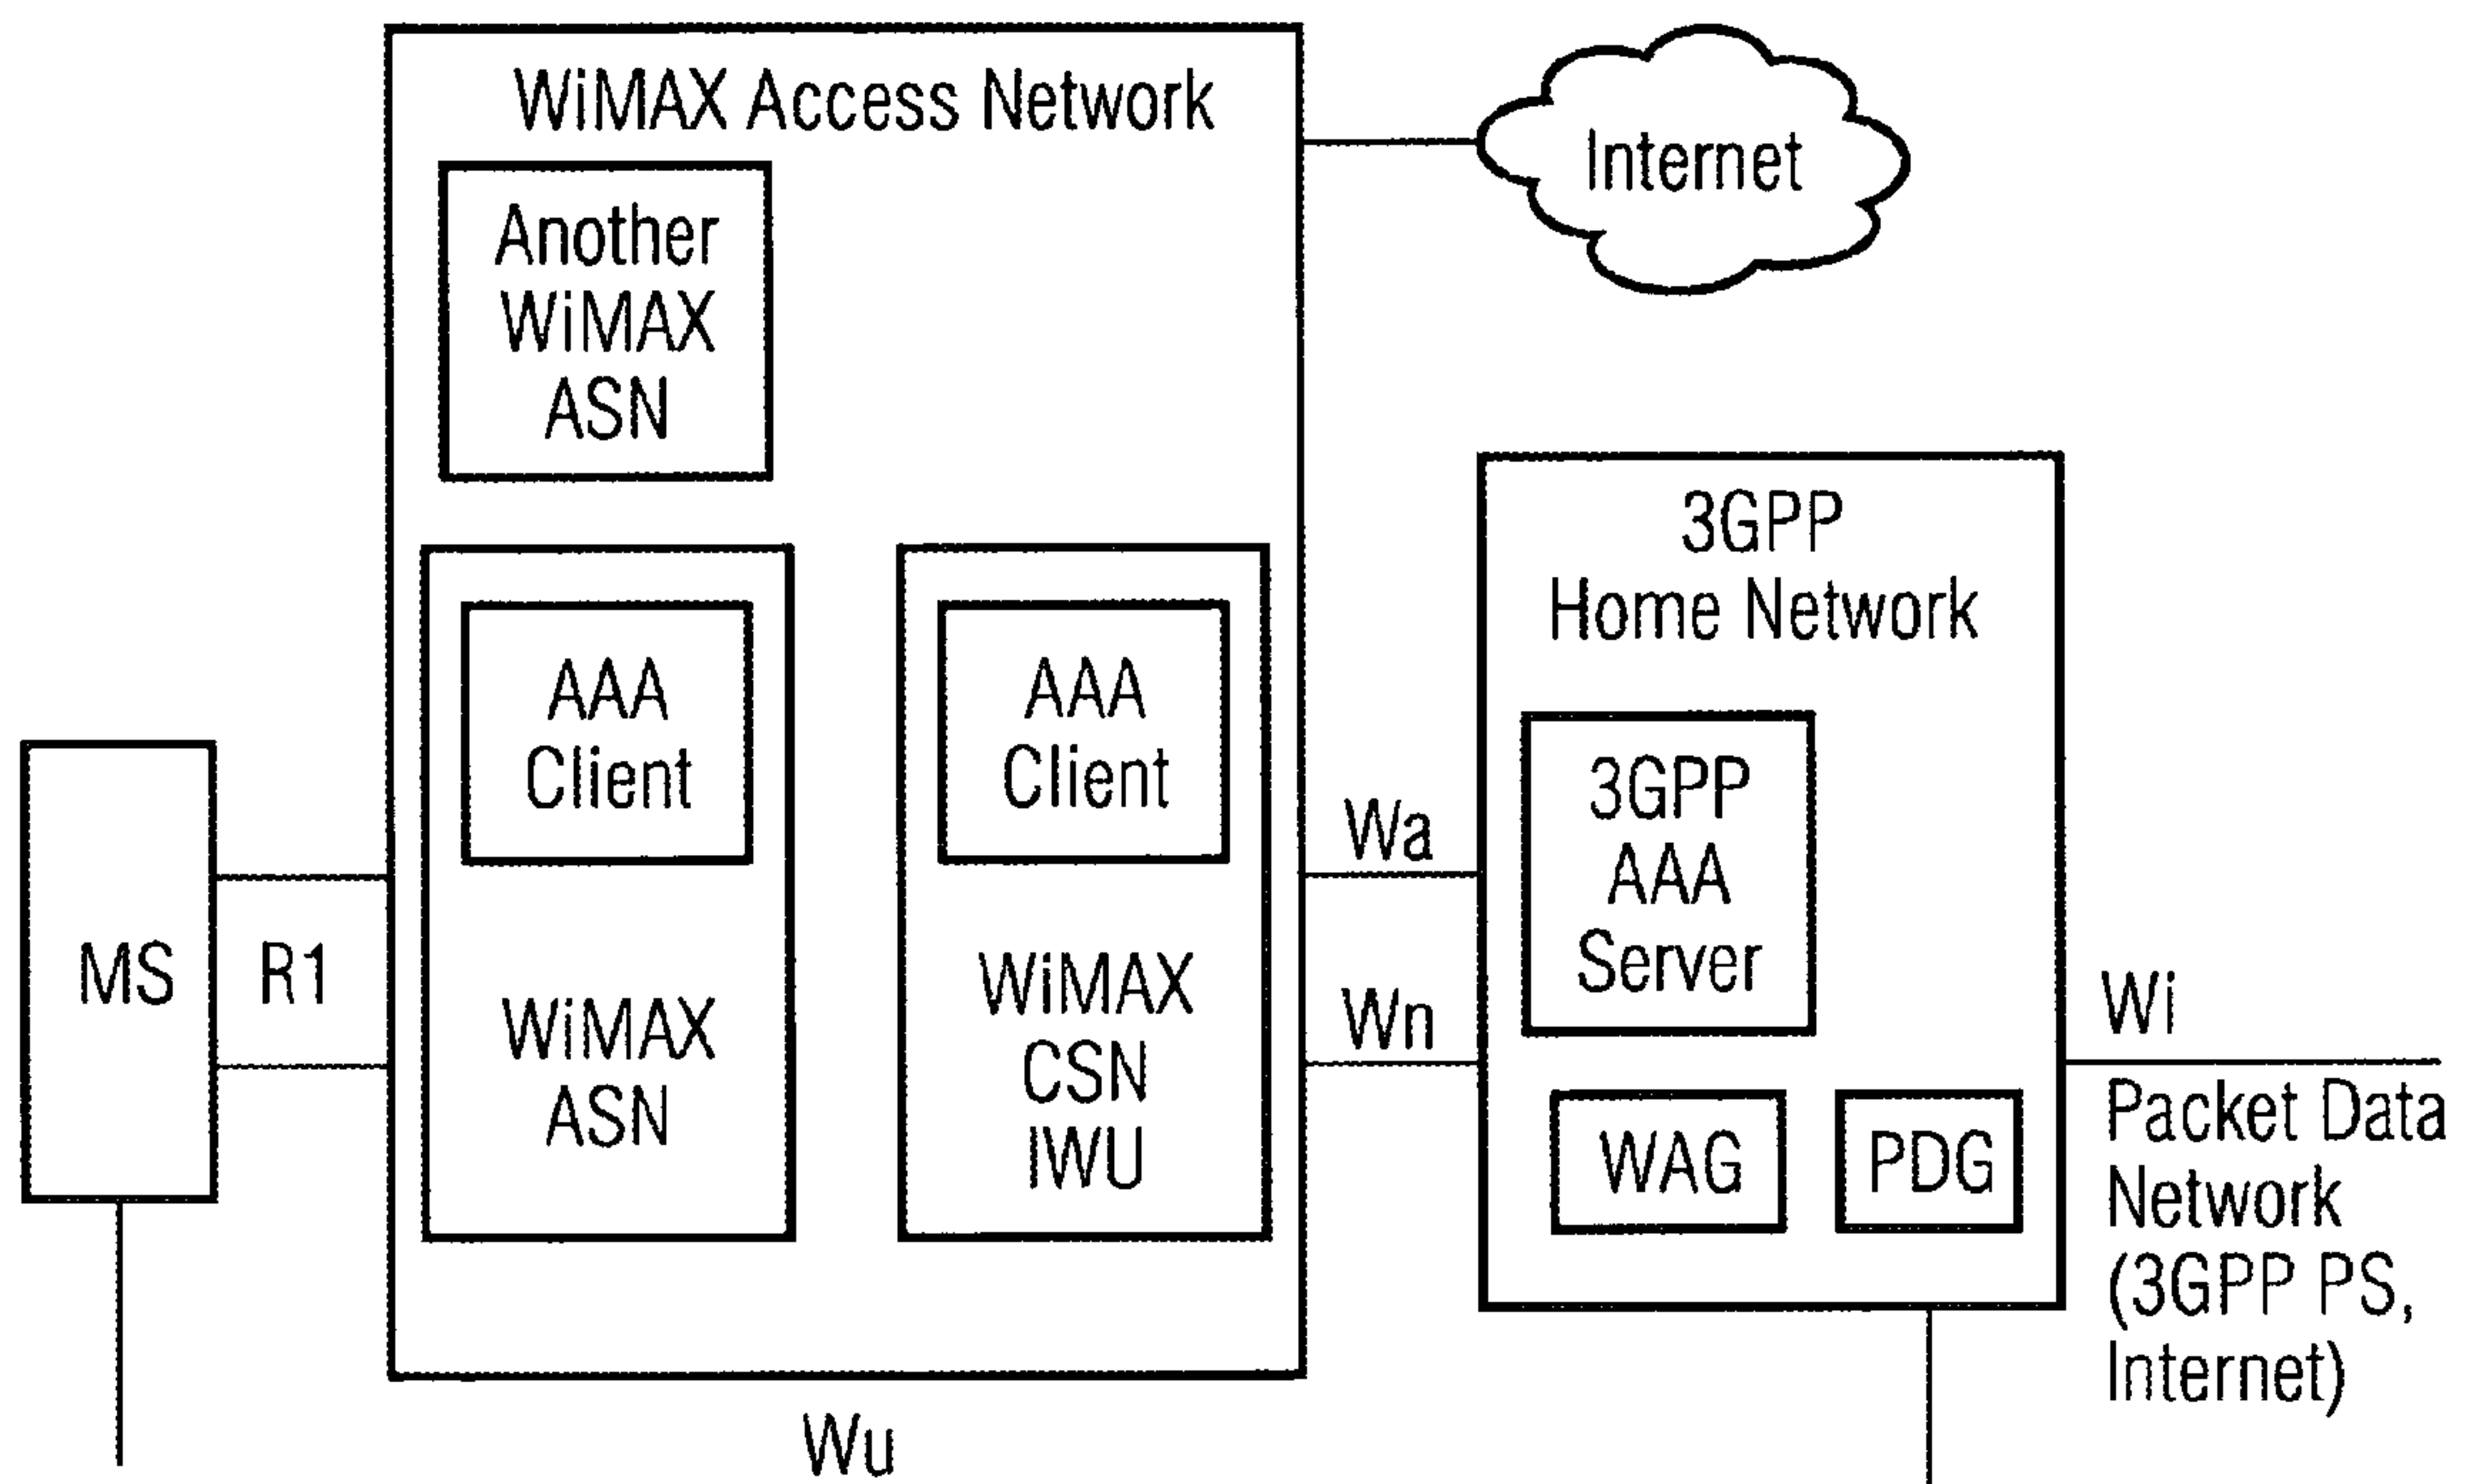 WiMAX Access Network
Internet
Another
WiMAX
ASN
3GPP
Home Network
AAA
Client
WiMAX
ASN
AAA
Client
WiMAX
CSN
IWU
3GPP
AAA
Server
WAG
PDG
MS
R1
Wa
Wn
Wi
Packet Data
Network
(3GPP PS,
Internet)
Wu